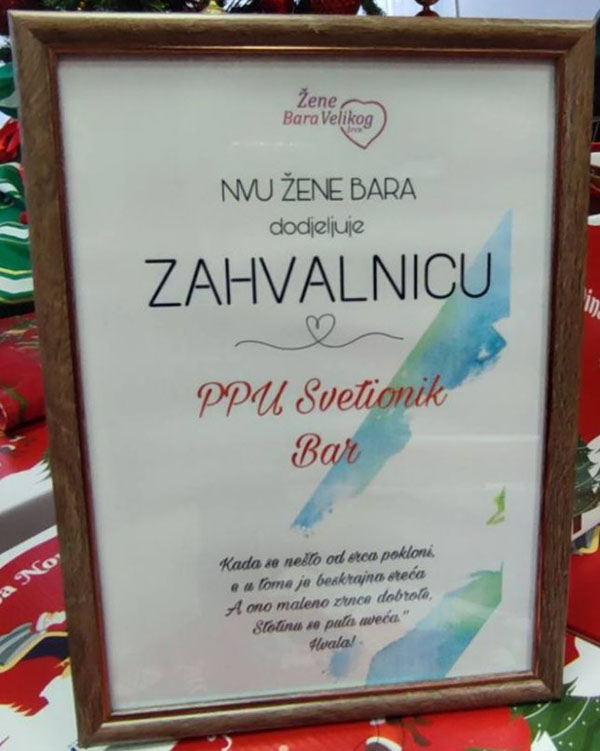 Žene
Bara Velikog
srca
NVU ŽENE BARA
dodjeljuje
ZAHVALNICU
PPU Svetionik
Bar
Kada se nešto od srca pokloni,
e u tome je beskrajna sreća
A ono maleno zrnce dobrote,
Stotinu se puta uveća."
Hvala!